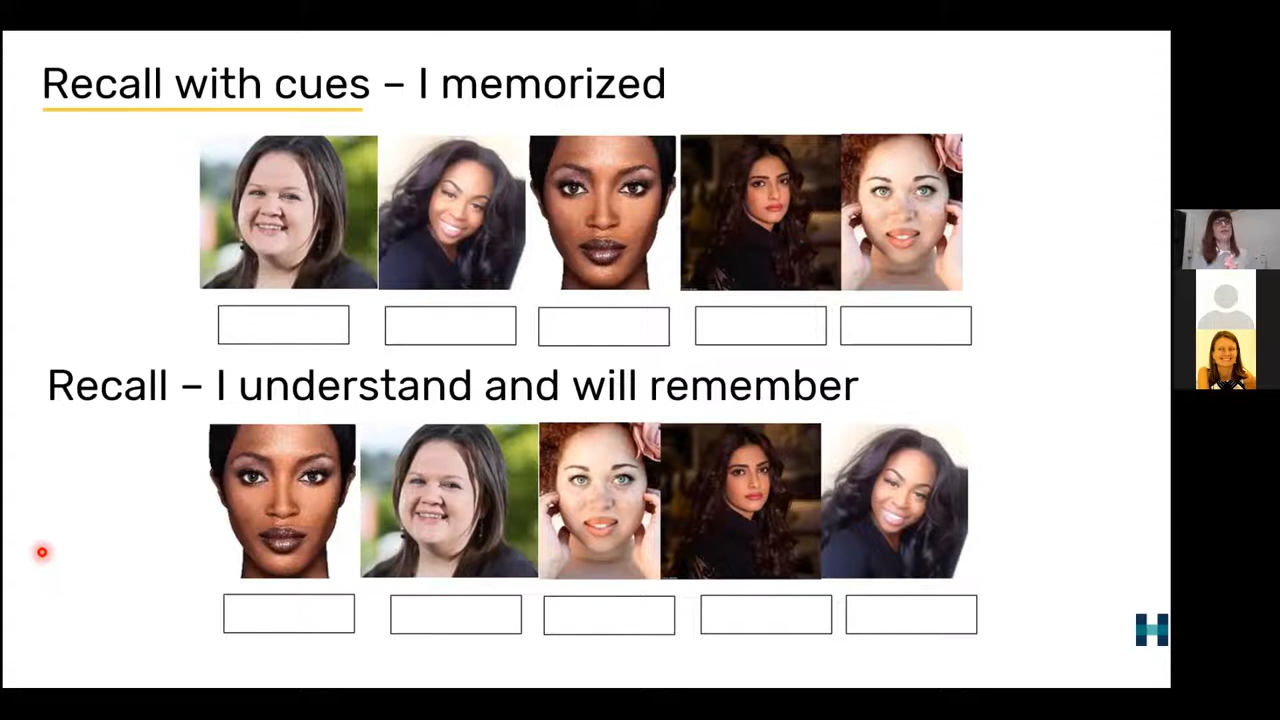 Recall with cues – I memorized
Recall – I understand and will remember
H